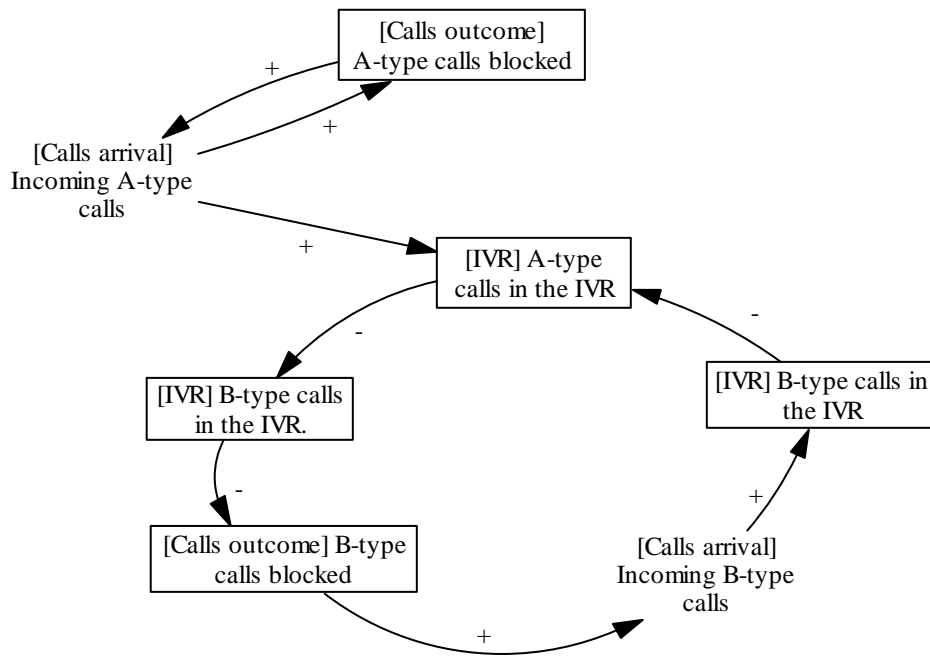 [Calls outcome]
A-type calls blocked
+
+
[Calls arrival]
Incoming A-type
calls
+
[IVR] A-type
calls in the IVR
-
-
[IVR] B-type calls
in the IVR.
[IVR] B-type calls in
the IVR
-
+
[Calls outcome] B-type
calls blocked
[Calls arrival]
Incoming B-type
calls
+